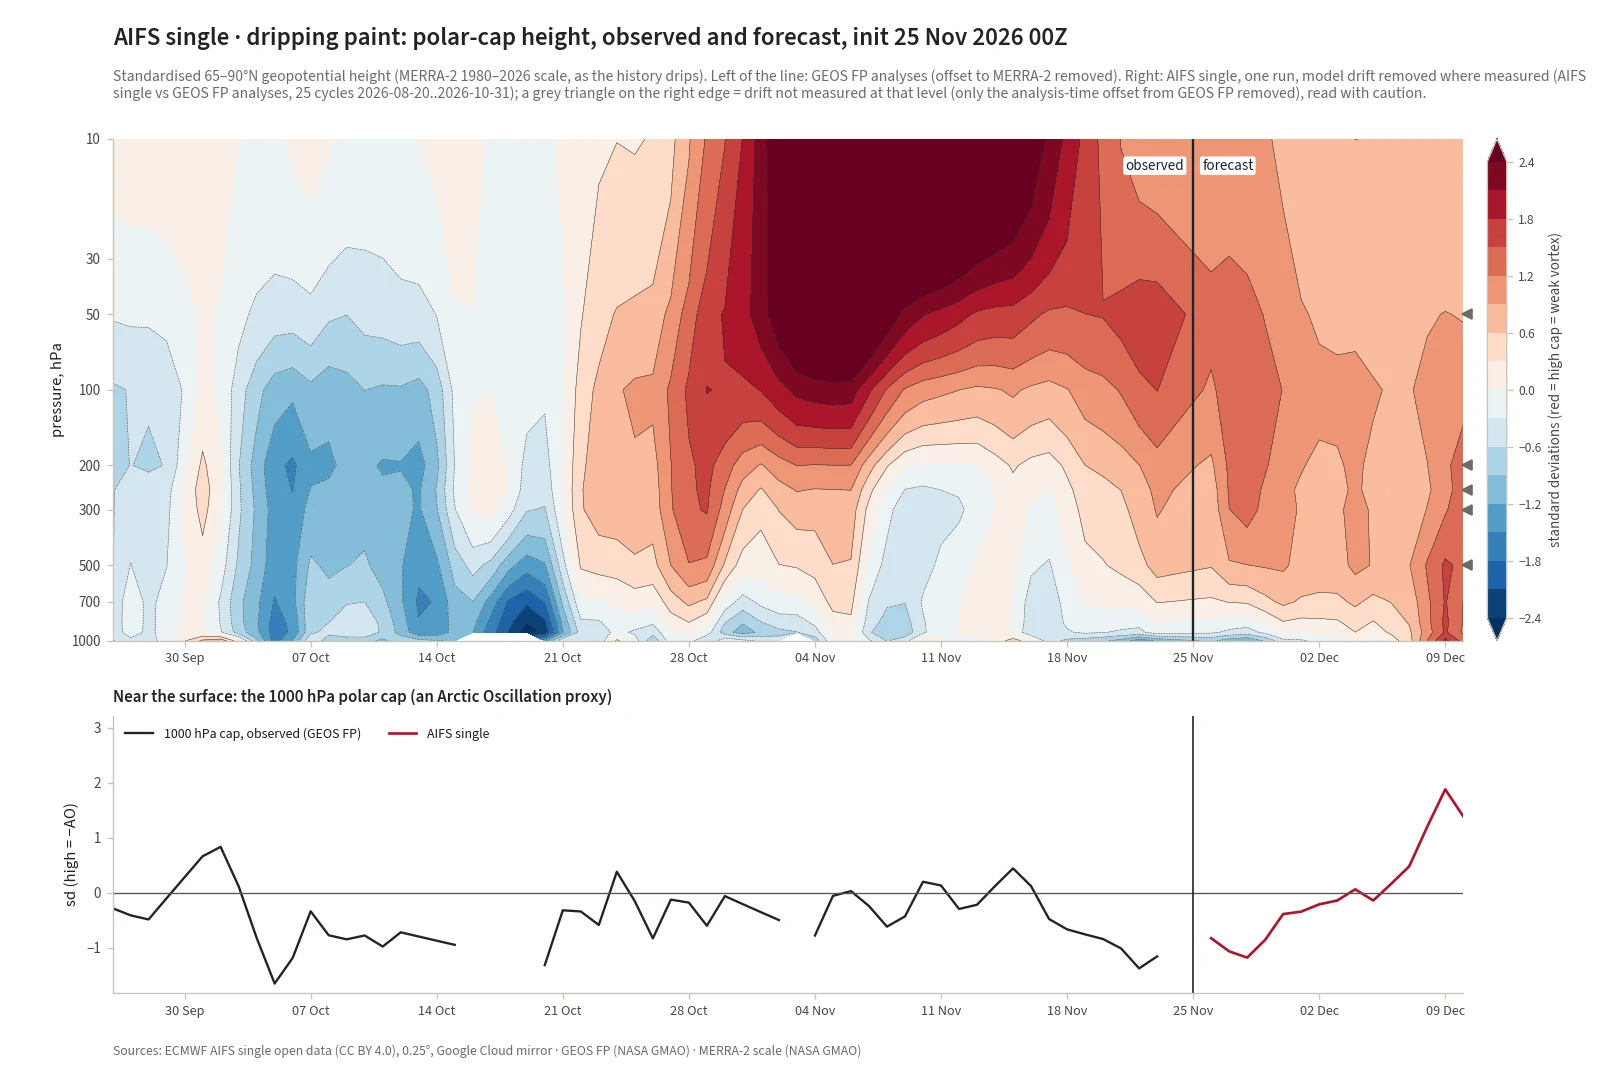 AIFS single · dripping paint: polar-cap height, observed and forecast, init 25 Nov 2026 00Z
Standardised 65–90°N geopotential height (MERRA-2 1980–2026 scale, as the history drips). Left of the line: GEOS FP analyses (offset to MERRA-2 removed). Right: AIFS single, one run, model drift removed where measured (AIFS
single vs GEOS FP analyses, 25 cycles 2026-08-20..2026-10-31); a grey triangle on the right edge = drift not measured at that level (only the analysis-time offset from GEOS FP removed), read with caution.
observed
forecast
pressure, hPa
10
30
50
100
200
300
500
700
1000
30 Sep
07 Oct
14 Oct
21 Oct
28 Oct
04 Nov
11 Nov
18 Nov
25 Nov
02 Dec
09 Dec
2.4
1.8
1.2
0.6
0.0
−0.6
−1.2
−1.8
−2.4
standard deviations (red = high cap = weak vortex)
Near the surface: the 1000 hPa polar cap (an Arctic Oscillation proxy)
1000 hPa cap, observed (GEOS FP)
AIFS single
sd (high = −AO)
3
2
1
0
−1
30 Sep
07 Oct
14 Oct
21 Oct
28 Oct
04 Nov
11 Nov
18 Nov
25 Nov
02 Dec
09 Dec
Sources: ECMWF AIFS single open data (CC BY 4.0), 0.25°, Google Cloud mirror · GEOS FP (NASA GMAO) · MERRA-2 scale (NASA GMAO)